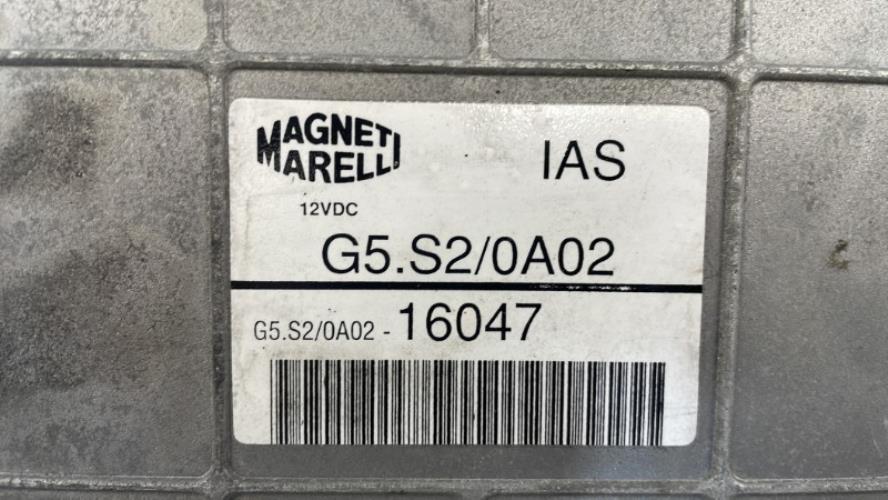 MAGNETI
MARELLI
IAS
12VDC
G5.S2/0A02
G5.S2/0A02 - 16047